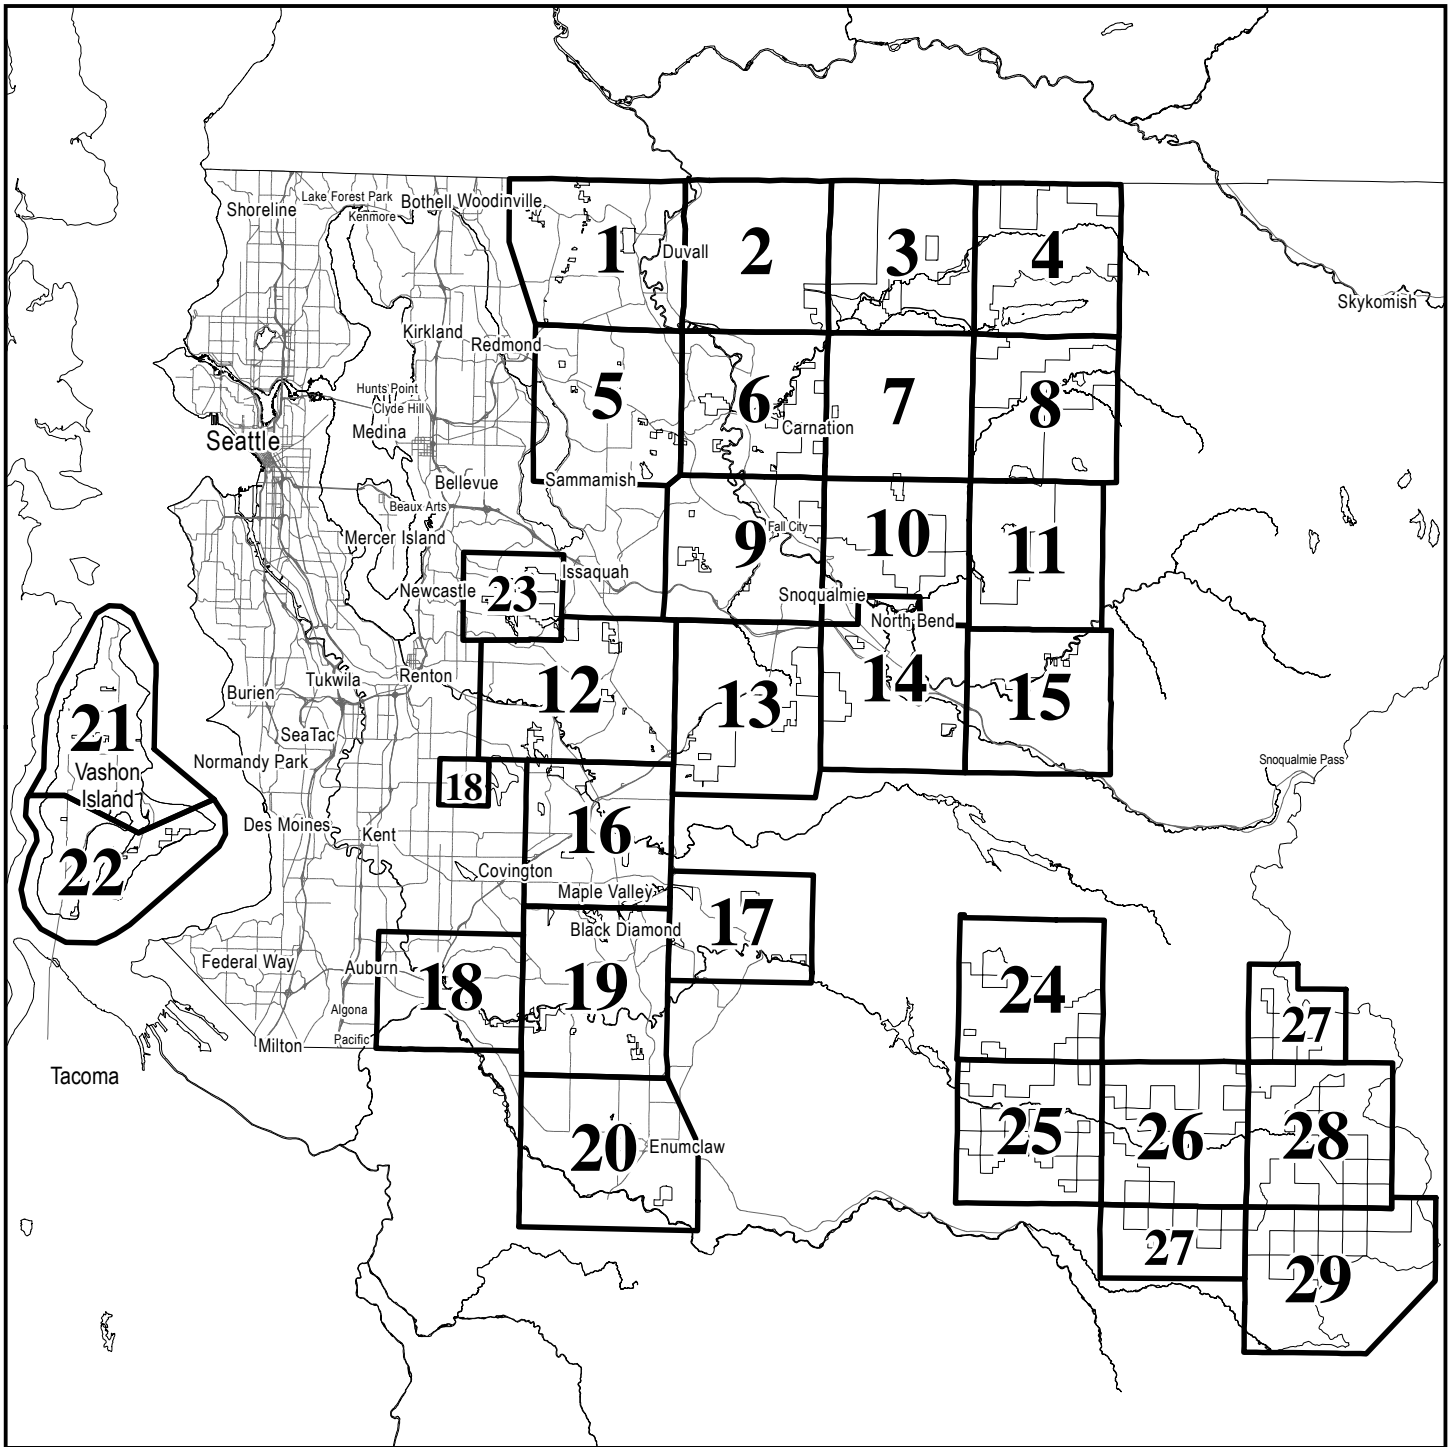 Lake Forest Park
Bothell
Woodinville
Shoreline
Kenmore
1
Duvall
2
3
4
Skykomish
Kirkland
Redmond
Hunts Point
Clyde Hill
Medina
5
6
Carnation
7
8
Seattle
Bellevue
Sammamish
Beaux Arts
Mercer Island
9
Fall City
10
11
Issaquah
Newcastle
23
Snoqualmie
North Bend
Renton
Tukwila
Burien
12
13
14
15
21
SeaTac
Vashon
Island
Normandy Park
Snoqualmie Pass
18
Des Moines
Kent
16
22
Covington
Maple Valley
Black Diamond
17
Federal Way
Auburn
18
19
24
Algona
Pacific
Milton
27
Tacoma
20
Enumclaw
25
26
28
27
29